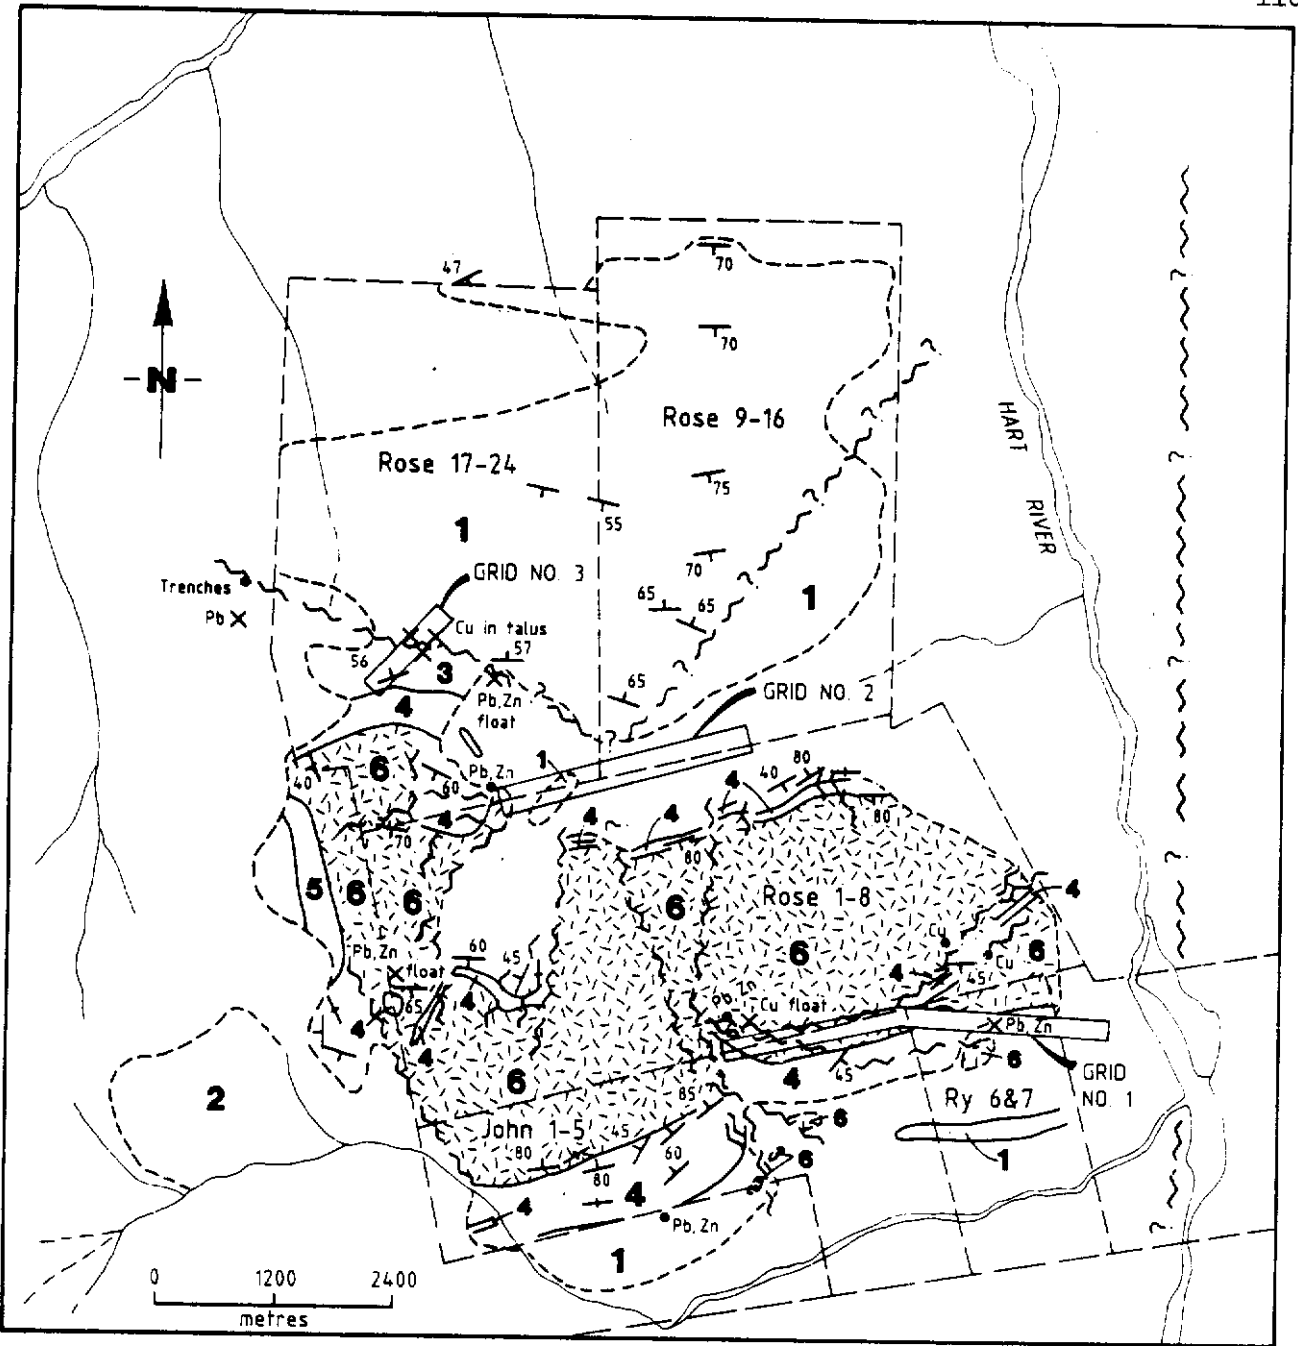 47
70
70
-N-
Rose 9-16
HART
Rose 17-24
?
75
55
1
RIVER
70
GRID NO. 3
Trenches
65
65
1
Pb
Cu in talus
56
57
3
65
Pb,Zn
float
GRID NO. 2
4
?
1
80
40
6
Pb,Zn
40
60
4
4
4
4
80
70
80
5
6
6
6
Rose 1-8
4
Cu
6
6
Pb,Zn
float
60
45
Cu
4
45
65
4
Pb Zn
Cu float
4
Pb,Zn
4
6
6
4
45
GRID
NO. 1
2
85
Ry 6&7
John 1-5
45
6
80
60
6
1
80
4
4
Pb,Zn
1
0 1200 2400
metres